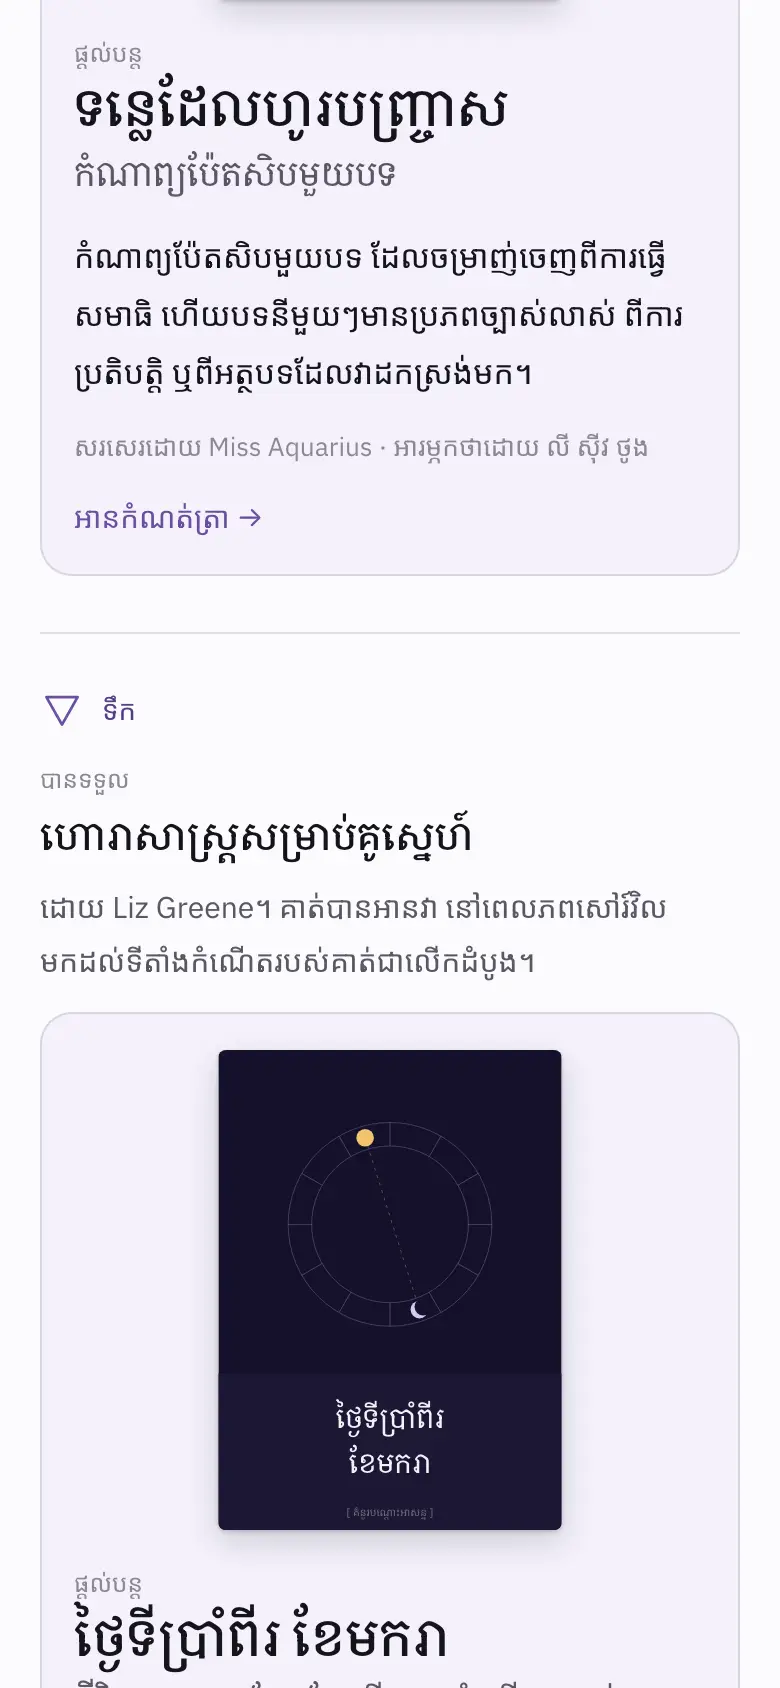 ផ្តល់បន្ត
ទន្លេដែលហូរបញ្ច្រាស
កំណាព្យប៉ែតសិបមួយបទ
កំណាព្យប៉ែតសិបមួយបទ ដែលចម្រាញ់ចេញពីការធ្វើ
សមាធិ ហើយបទនីមួយៗមានប្រភពច្បាស់លាស់ ពីការ
ប្រតិបត្តិ ឬពីអត្ថបទដែលវាដកស្រង់មក។
សរសេរដោយ Miss Aquarius · អារម្ភកថាដោយ លី ស៊ីវ ថូង
អានកំណត់ត្រា →
ទឹក
បានទទួល
ហោរាសាស្ត្រសម្រាប់គូស្នេហ៍
ដោយ Liz Greene។ គាត់បានអានវា នៅពេលភពសៅរ៍វិល
មកដល់ទីតាំងកំណើតរបស់គាត់ជាលើកដំបូង។
ថ្ងៃទីប្រាំពីរ
ខែមករា
[ គំនូរបណ្តោះអាសន្ន ]
ផ្តល់បន្ត
ថ្ងៃទីប្រាំពីរ ខែមករា